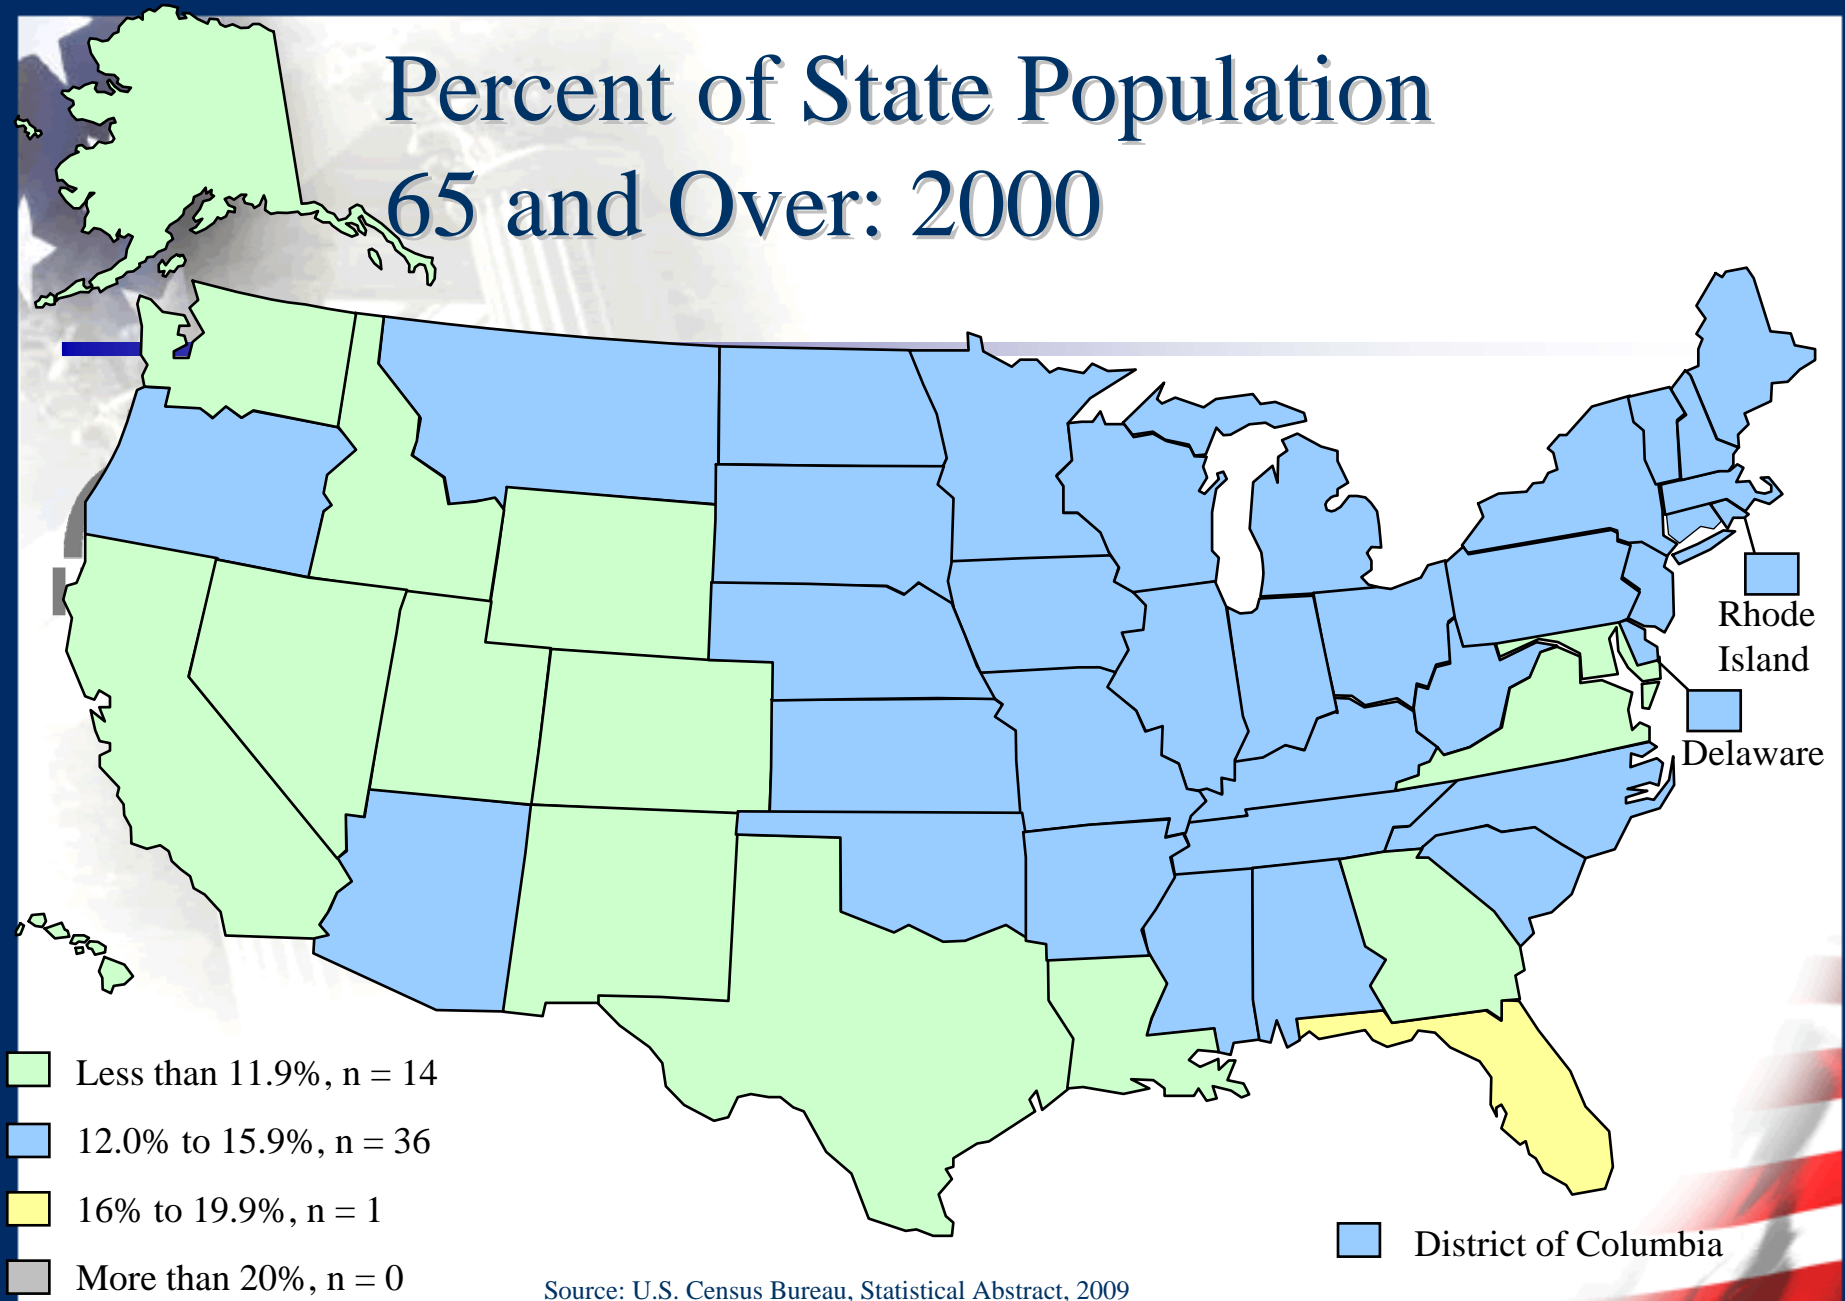 Percent of State Population
65 and Over: 2000
Rhode
Island
Delaware
Less than 11.9%, n = 14
12.0% to 15.9%, n = 36
16% to 19.9%, n = 1
More than 20%, n = 0
District of Columbia
Source: U.S. Census Bureau, Statistical Abstract, 2009